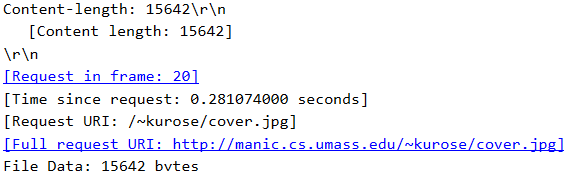 Content-length: 15642\r\n
[Content length: 15642]
\r\n
[Request in frame: 20]
[Time since request: 0.281074000 seconds]
[Request URI: /~kurose/cover.jpg]
[Full request URI: http://manic.cs.umass.edu/~kurose/cover.jpg]
File Data: 15642 bytes